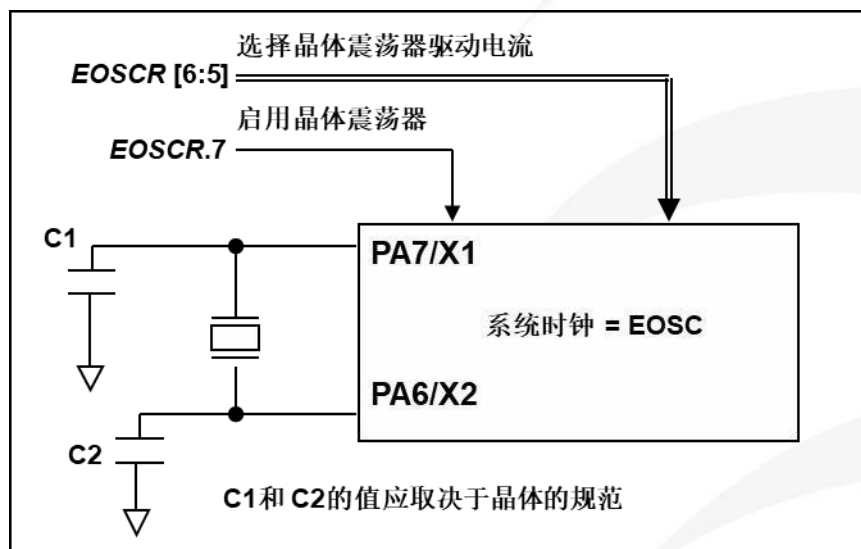 选择晶体震荡器驱动电流
EOSCR [6:5]
启用晶体震荡器
EOSCR.7
C1
PA7/X1
系统时钟 = EOSC
PA6/X2
C2
C1和 C2的值应取决于晶体的规范